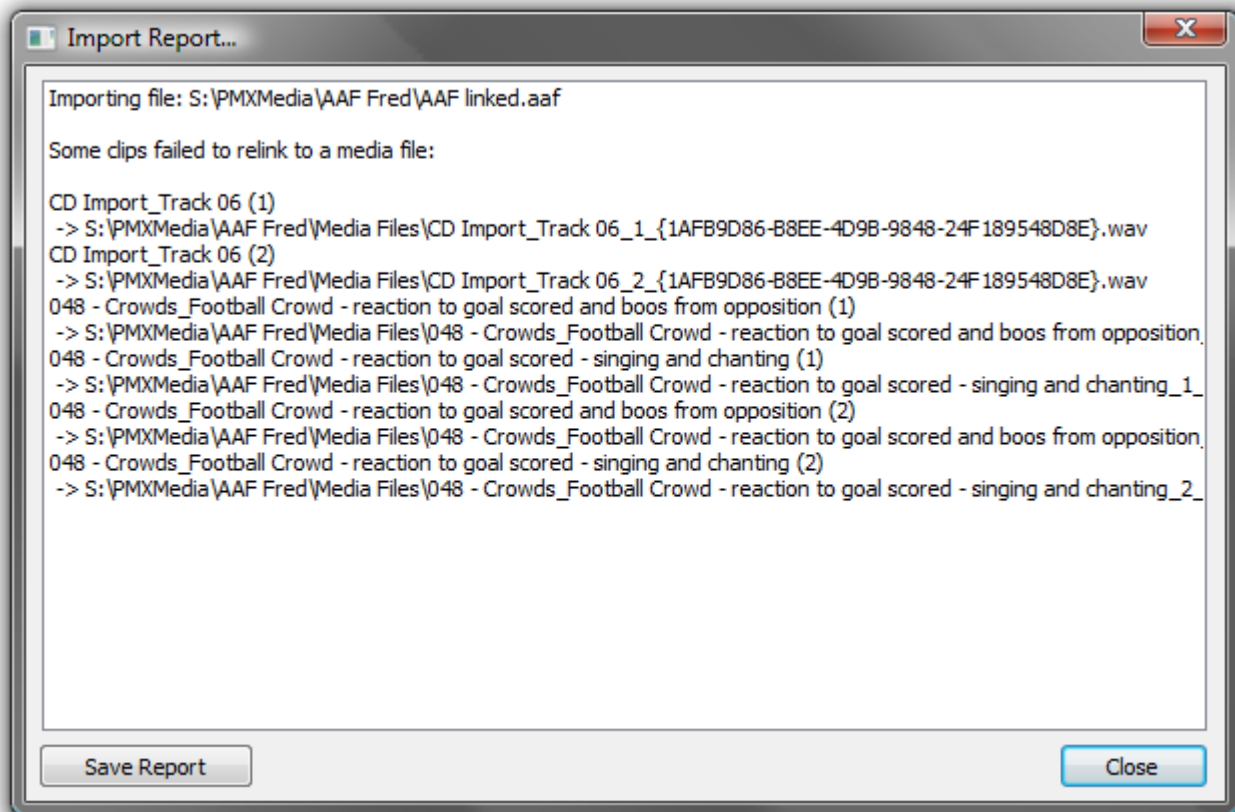 Import Report...
Importing file: S:\PMXMedia\AAF Fred\AAF linked.aaf
Some clips failed to relink to a media file:
CD Import_Track 06 (1)
-> S:\PMXMedia\AAF Fred\Media Files\CD Import_Track 06_1_{1AFB9D86-B8EE-4D9B-9848-24F189548D8E}.wav
CD Import_Track 06 (2)
-> S:\PMXMedia\AAF Fred\Media Files\CD Import_Track 06_2_{1AFB9D86-B8EE-4D9B-9848-24F189548D8E}.wav
048 - Crowds_Football Crowd - reaction to goal scored and boos from opposition (1)
-> S:\PMXMedia\AAF Fred\Media Files\048 - Crowds_Football Crowd - reaction to goal scored and boos from opposition_
048 - Crowds_Football Crowd - reaction to goal scored - singing and chanting (1)
-> S:\PMXMedia\AAF Fred\Media Files\048 - Crowds_Football Crowd - reaction to goal scored - singing and chanting_1_
048 - Crowds_Football Crowd - reaction to goal scored and boos from opposition (2)
-> S:\PMXMedia\AAF Fred\Media Files\048 - Crowds_Football Crowd - reaction to goal scored and boos from opposition_
048 - Crowds_Football Crowd - reaction to goal scored - singing and chanting (2)
-> S:\PMXMedia\AAF Fred\Media Files\048 - Crowds_Football Crowd - reaction to goal scored - singing and chanting_2_
Save Report
Close